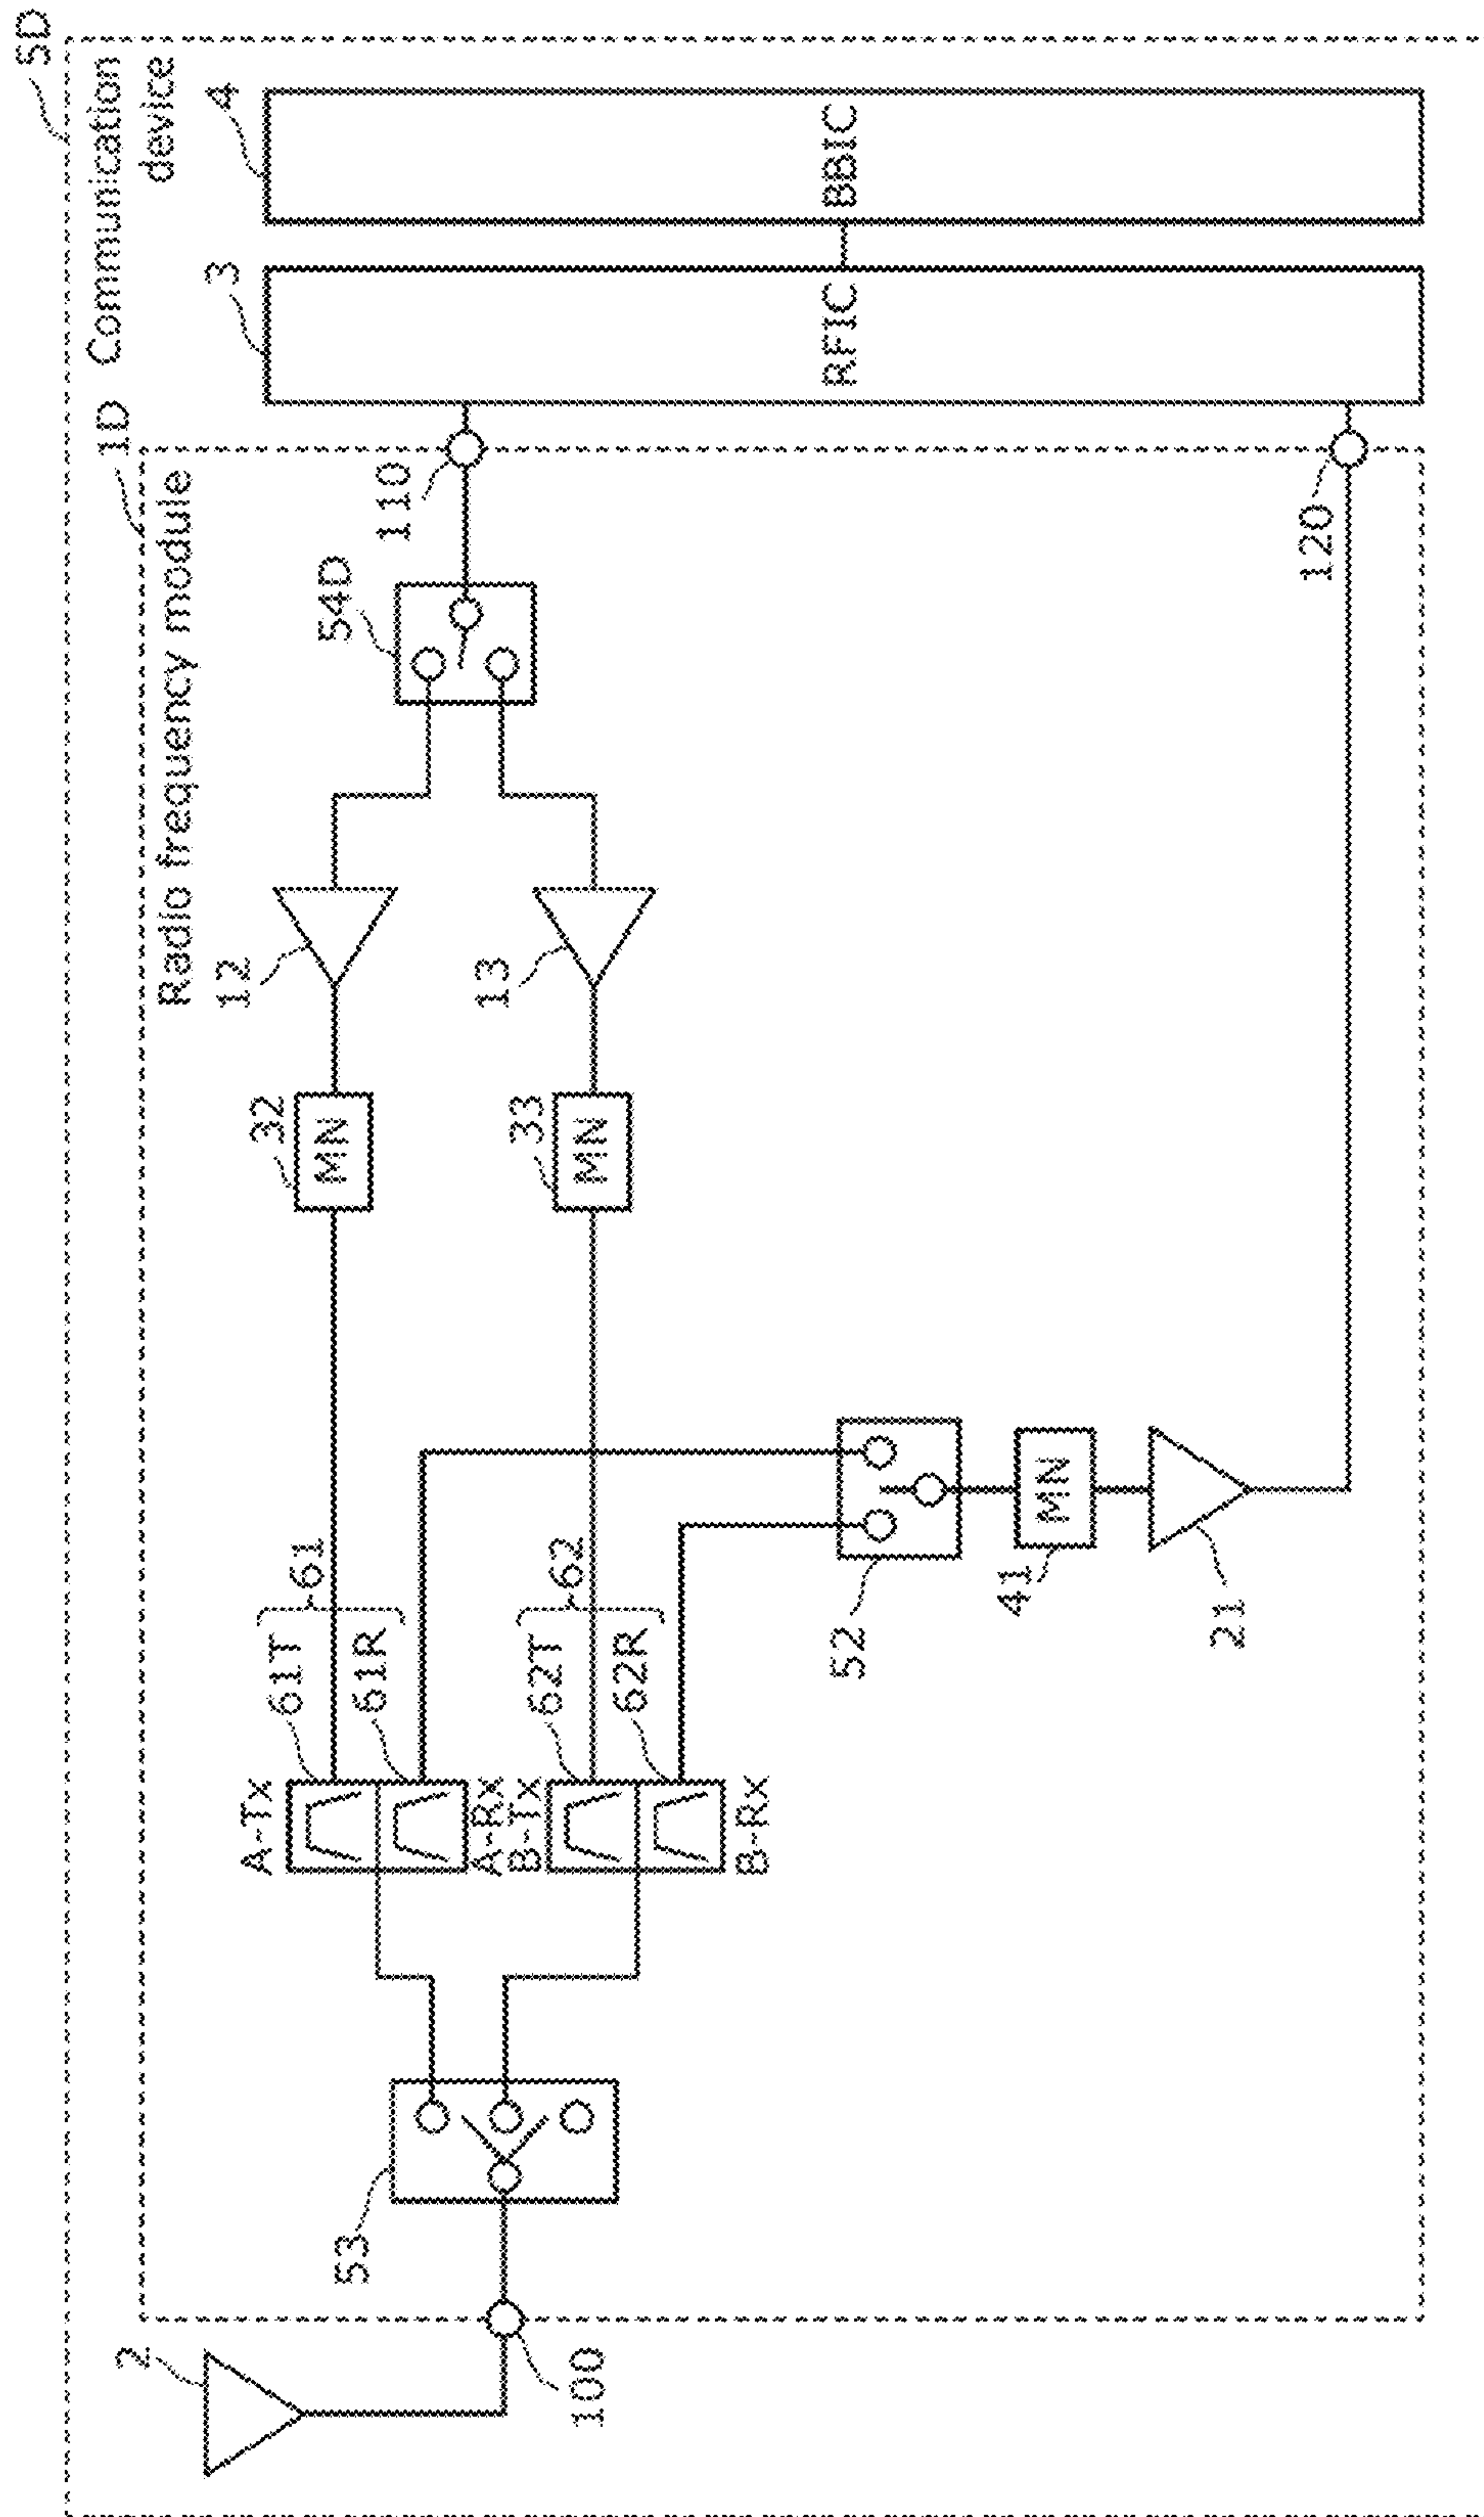 5D
Communication
device
1D
Radio frequency module
2
100
53
A-Tx
61T
61
61R
A-Rx
B-Tx
62T
62
62R
B-Rx
32
MN
12
33
MN
13
54D
110
3
RFIC
4
BBIC
52
41
MN
21
120